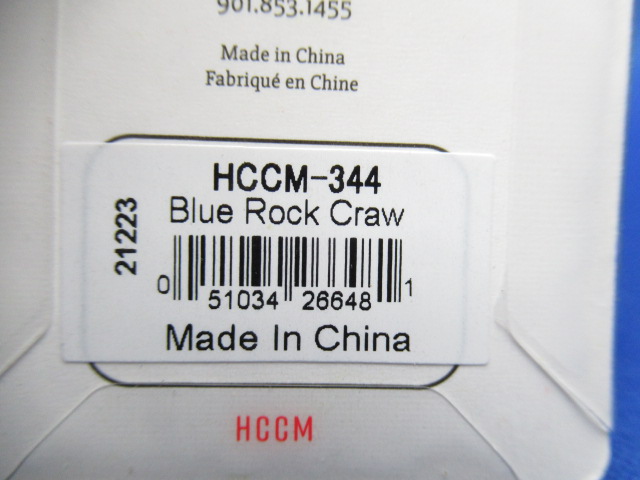 901.853.1455
Made in China
Fabriqué en Chine
HCCM-344
Blue Rock Craw
21223
0 51034 26648 1
Made In China
HCCM